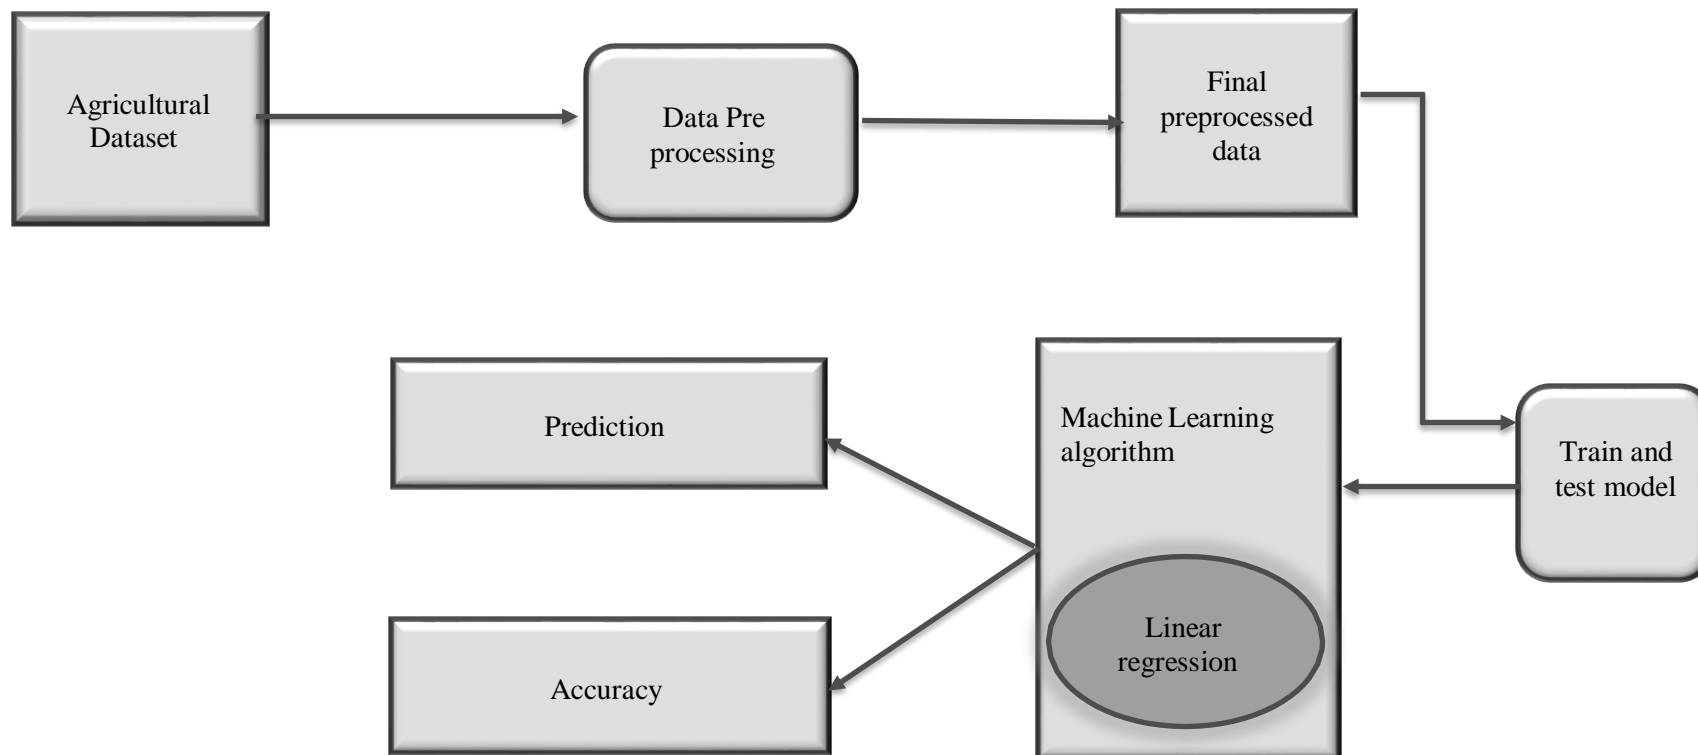 Agricultural
Dataset
Data Pre
processing
Final
preprocessed
data
Train and
test model
Machine Learning
algorithm
Linear
regression
Prediction
Accuracy